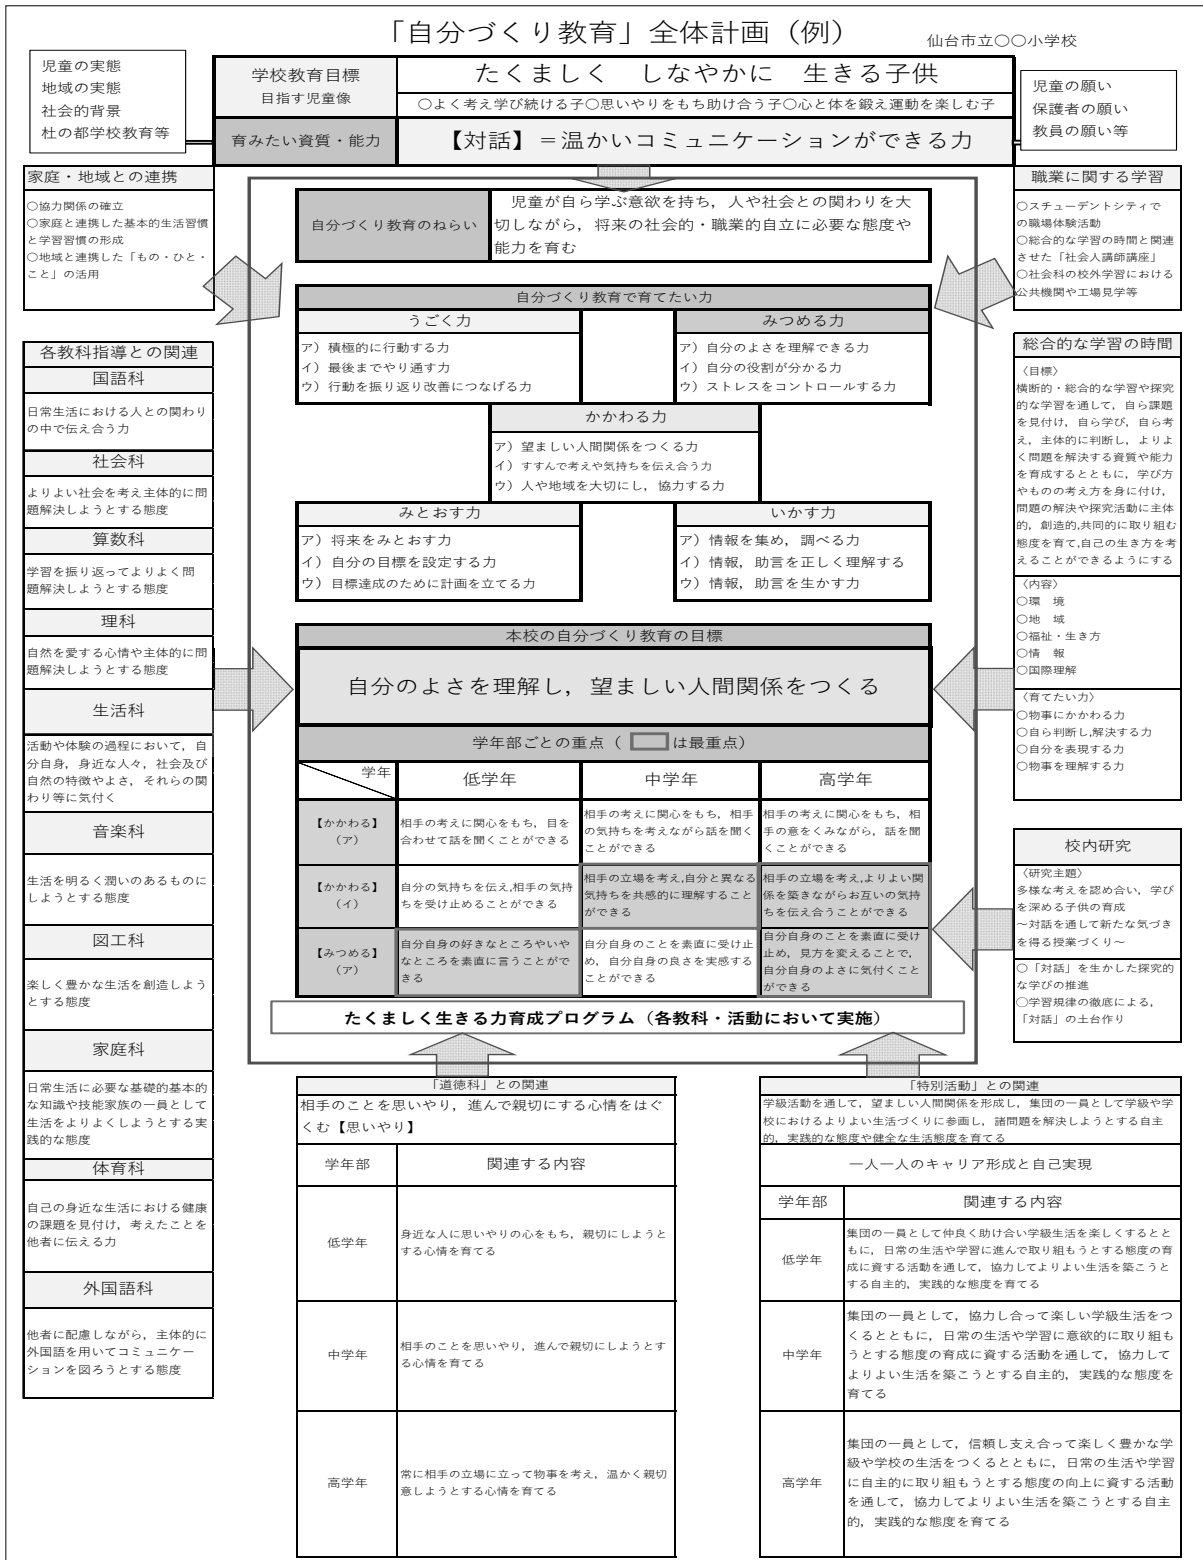 「自分づくり教育」全体計画（例）
仙台市立〇〇小学校
児童の実態
地域の実態
社会的背景
杜の都学校教育等
学校教育目標
目指す児童像
たくましく　しなやかに　生きる子供
〇よく考え学び続ける子〇思いやりをもち助け合う子〇心と体を鍛え運動を楽しむ子
育みたい資質・能力
【対話】＝温かいコミュニケーションができる力
児童の願い
保護者の願い
教員の願い等
家庭・地域との連携
〇協力関係の確立
〇家庭と連携した基本的生活習慣
と学習習慣の形成
〇地域と連携した「もの・ひと・
こと」の活用
自分づくり教育のねらい
児童が自ら学ぶ意欲を持ち，人や社会との関わりを大
切しながら，将来の社会的・職業的自立に必要な態度や
能力を育む
職業に関する学習
〇スチューデントシティで
の職場体験活動
〇総合的な学習の時間と関連
させた「社会人講師講座」
〇社会科の校外学習における
公共機関や工場見学等
自分づくり教育で育てたい力
うごく力
ア）積極的に行動する力
イ）最後までやり通す力
ウ）行動を振り返り改善につなげる力
みつめる力
ア）自分のよさを理解できる力
イ）自分の役割が分かる力
ウ）ストレスをコントロールする力
かかわる力
ア）望ましい人間関係をつくる力
イ）すすんで考えや気持ちを伝え合う力
ウ）人や地域を大切にし，協力する力
みとおす力
ア）将来をみとおす力
イ）自分の目標を設定する力
ウ）目標達成のために計画を立てる力
いかす力
ア）情報を集め，調べる力
イ）情報，助言を正しく理解する
ウ）情報，助言を生かす力
各教科指導との関連
国語科
日常生活における人との関わり
の中で伝え合う力
社会科
よりよい社会を考え主体的に問
題解決しようとする態度
算数科
学習を振り返ってよりよく問
題解決しようとする態度
理科
自然を愛する心情や主体的に問
題解決しようとする態度
生活科
活動や体験の過程において，自
分自身，身近な人々，社会及び
自然の特徴やよさ，それらの関
わり等に気付く
音楽科
生活を明るく潤いのあるものに
しようとする態度
図工科
楽しく豊かな生活を創造しよう
とする態度
家庭科
日常生活に必要な基礎的基本的
な知識や技能家族の一員として
生活をよりよくしようとする実
践的な態度
体育科
自己の身近な生活における健康
の課題を見付け，考えたことを
他者に伝える力
外国語科
他者に配慮しながら，主体的に
外国語を用いてコミュニケー
ションを図ろうとする態度
総合的な学習の時間
〈目標〉
横断的・総合的な学習や探究
的な学習を通して，自ら課題
を見付け，自ら学び，自ら考
え，主体的に判断し，よりよ
く問題を解決する資質や能力
を育成するとともに，学び方
やものの考え方を身に付け，
問題の解決や探究活動に主体
的，創造的,共同的に取り組む
態度を育て,自己の生き方を考
えることができるようにする
〈内容〉
〇環　境
〇地　域
〇福祉・生き方
〇情　報
〇国際理解
〈育てたい力〉
〇物事にかかわる力
〇自ら判断し,解決する力
〇自分を表現する力
〇物事を理解する力
本校の自分づくり教育の目標
自分のよさを理解し，望ましい人間関係をつくる
学年部ごとの重点（　　は最重点）
学年
低学年
中学年
高学年
【かかわる】
（ア）
相手の考えに関心をもち，目を
合わせて話を聞くことができる
相手の考えに関心をもち，相手
の気持ちを考えながら話を聞く
ことができる
相手の考えに関心をもち，相
手の意をくみながら，話を聞
くことができる
【かかわる】
（イ）
自分の気持ちを伝え,相手の気持
ちを受け止めることができる
相手の立場を考え,自分と異なる
気持ちを共感的に理解すること
ができる
相手の立場を考え,よりよい関
係を築きながらお互いの気持
ちを伝え合うことができる
【みつめる】
（ア）
自分自身の好きなところやいや
なところを素直に言うことがで
きる
自分自身のことを素直に受け止
め，自分自身の良さを実感する
ことができる
自分自身のことを素直に受け
止め，見方を変えることで，
自分自身のよさに気付くこと
ができる
たくましく生きる力育成プログラム（各教科・活動において実施）
校内研究
〈研究主題〉
多様な考えを認め合い，学び
を深める子供の育成
～対話を通して新たな気づき
を得る授業づくり～
〇「対話」を生かした探究的
な学びの推進
〇学習規律の徹底による，
「対話」の土台作り
「道徳科」との関連
相手のことを思いやり，進んで親切にする心情をはぐ
くむ【思いやり】
学年部
関連する内容
低学年
身近な人に思いやりの心をもち，親切にしようと
する心情を育てる
中学年
相手のことを思いやり，進んで親切にしようとす
る心情を育てる
高学年
常に相手の立場に立って物事を考え，温かく親切
意しようとする心情を育てる
「特別活動」との関連
学級活動を通して，望ましい人間関係を形成し，集団の一員として学級や学
校におけるよりよい生活づくりに参画し，諸問題を解決しようとする自主
的，実践的な態度や健全な生活態度を育てる
一人一人のキャリア形成と自己実現
学年部
関連する内容
低学年
集団の一員として仲良く助け合い学級生活を楽しくするとと
もに，日常の生活や学習に進んで取り組もうとする態度の育
成に資する活動を通して，協力してよりよい生活を築こうと
する自主的，実践的な態度を育てる
中学年
集団の一員として，協力し合って楽しい学級生活をつ
くるとともに，日常の生活や学習に意欲的に取り組も
うとする態度の育成に資する活動を通して，協力して
よりよい生活を築こうとする自主的，実践的な態度を
育てる
高学年
集団の一員として，信頼し支え合って楽しく豊かな学
級や学校の生活をつくるとともに，日常の生活や学習
に自主的に取り組もうとする態度の向上に資する活動
を通して，協力してよりよい生活を築こうとする自主
的，実践的な態度を育てる